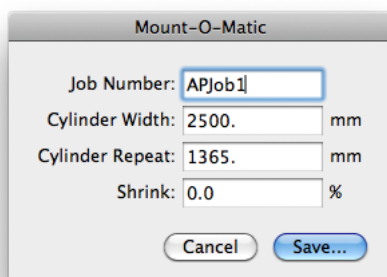 Mount-O-Matic
Job Number: APJob1
Cylinder Width: 2500. mm
Cylinder Repeat: 1365. mm
Shrink: 0.0 %
Cancel Save...